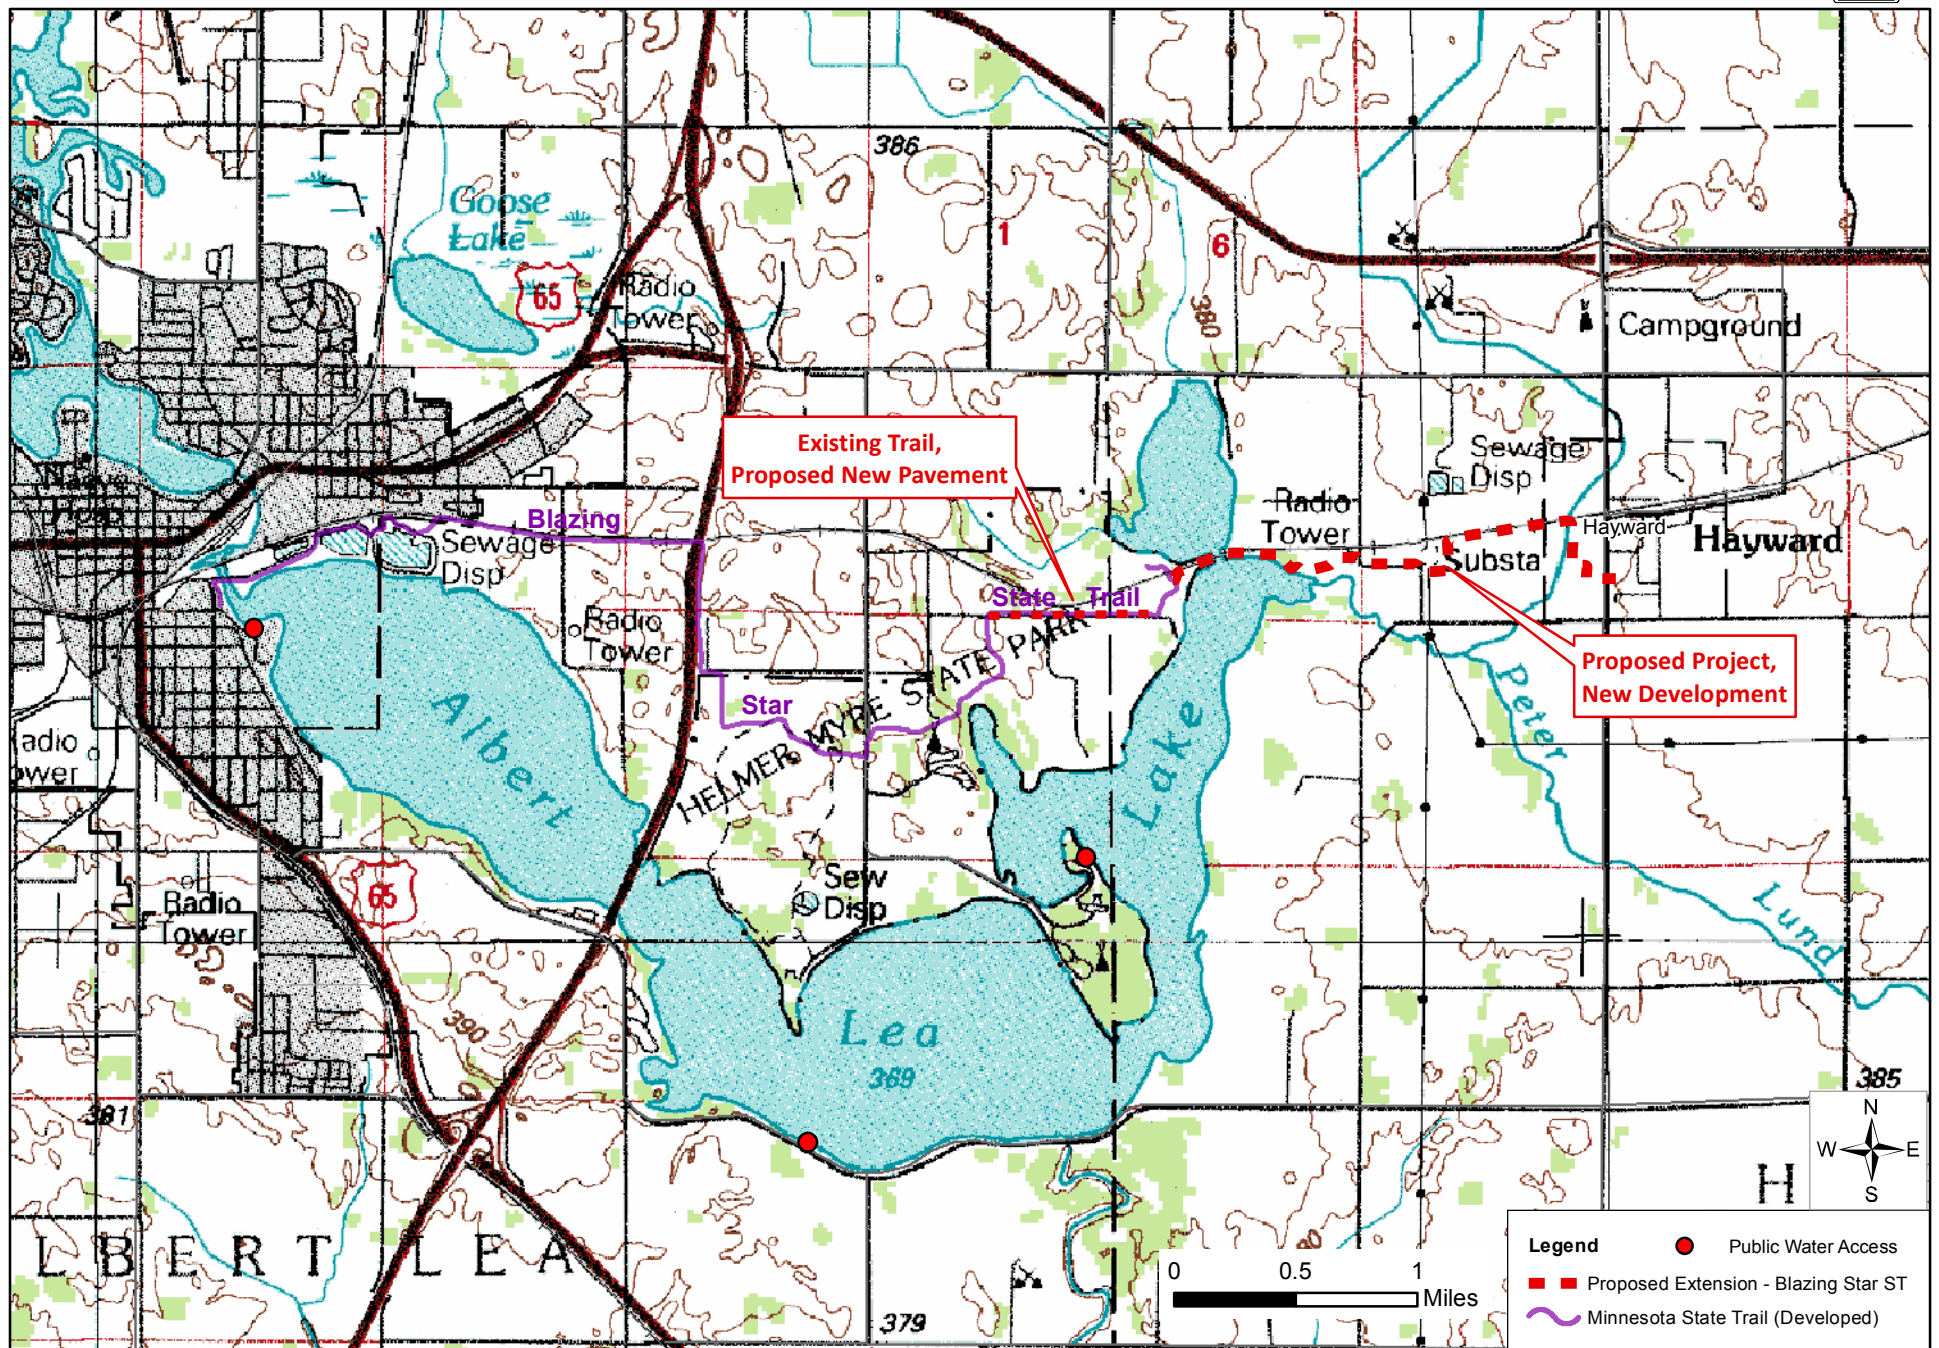 386
Goose
Lake
65
Radio
Tower
1
6
380
Campground
Existing Trail,
Proposed New Pavement
Sewage
Disp
Radio
Tower
Blazing
Sewage
Disp
Hayward
Hayward
Substa
State Trail
Radio
Tower
Proposed Project,
New Development
Star
HELMER MYRE STATE PARK
Albert
Lake
Peter
Lund
adio
ower
65
Radio
Tower
Sew
Disp
390
Lea
369
381
385
N
W E
S
H
LBERT LEA
379
0 0.5 1
Miles
Legend
Public Water Access
Proposed Extension - Blazing Star ST
Minnesota State Trail (Developed)